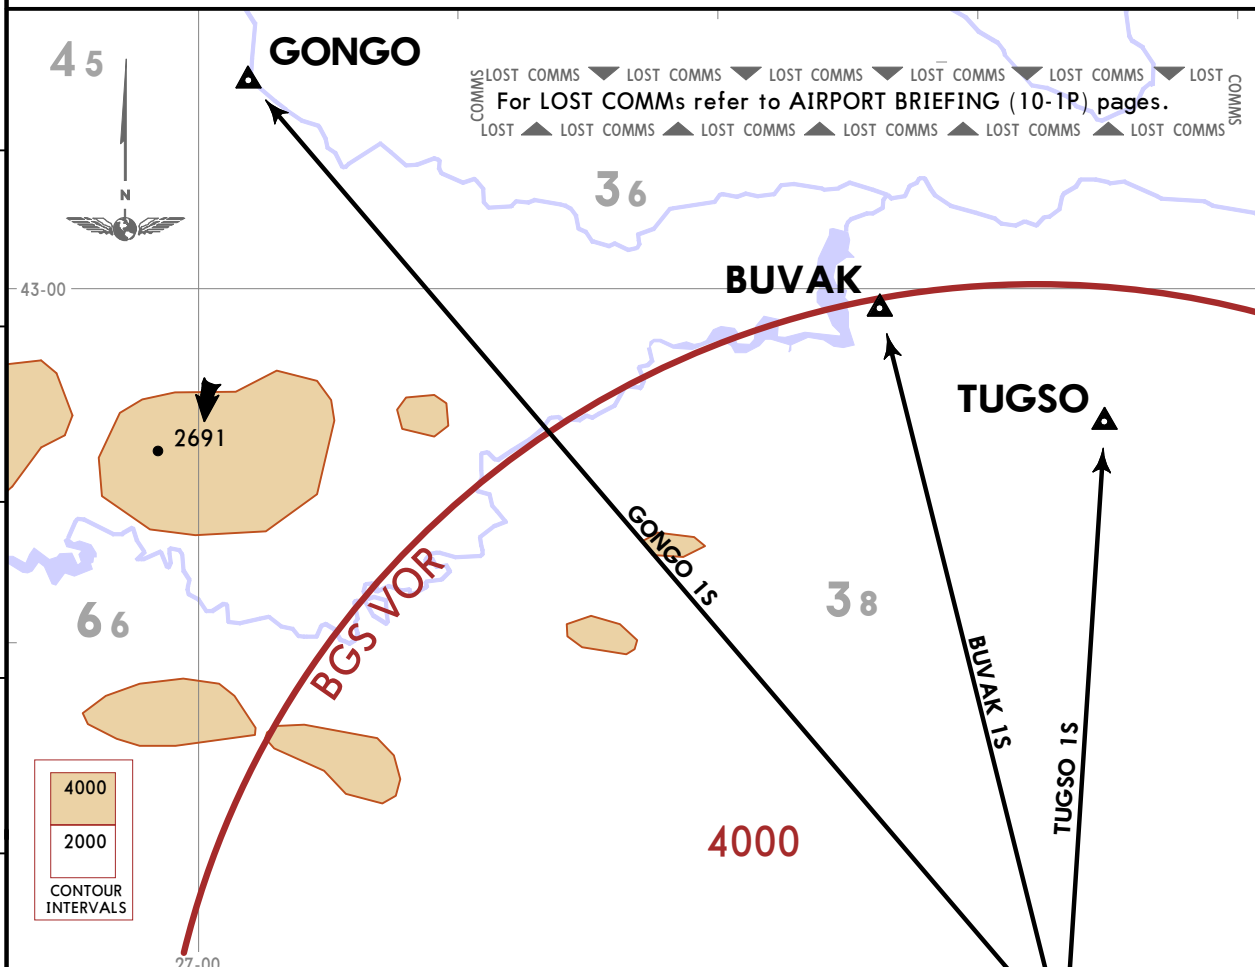 45
GONGO
LOST COMMS LOST COMMS LOST COMMS LOST COMMS LOST COMMS LOST
COMMS
For LOST COMMs refer to AIRPORT BRIEFING (10-1P) pages.
COMMS
LOST COMMS LOST COMMS LOST COMMS LOST COMMS LOST COMMS
N
36
43-00
BUVAK
TUGSO
2691
GONGO 1S
BGS VOR
38
66
BUVAK 1S
TUGSO 1S
4000
2000
CONTOUR
INTERVALS
4000
27-00